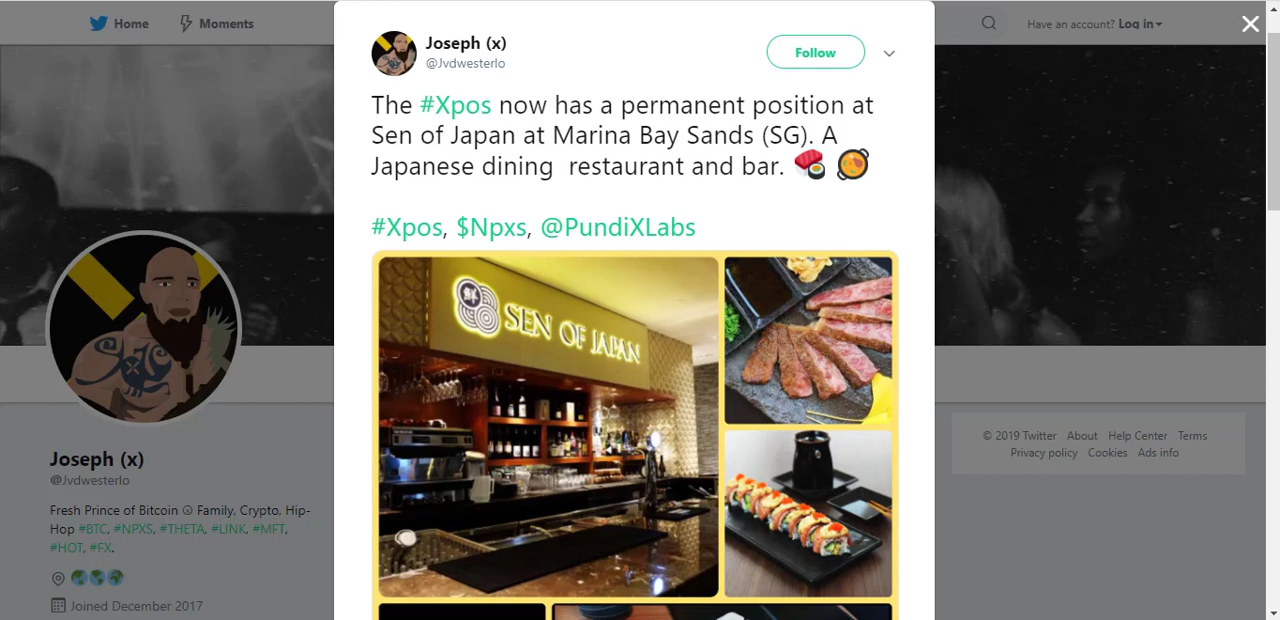 Home
Moments
Have an account? Log in
Joseph (x)
@Jvdwesterlo
Follow
The #Xpos now has a permanent position at
Sen of Japan at Marina Bay Sands (SG). A
Japanese dining  restaurant and bar.
#Xpos, $Npxs, @PundiXLabs
鮮
SEN OF JAPAN
Joseph (x)
@Jvdwesterlo
Fresh Prince of Bitcoin ☮ Family, Crypto, Hip-
Hop #BTC, #NPXS, #THETA, #LINK, #MFT,
#HOT, #FX.
Joined December 2017
© 2019 Twitter About Help Center Terms
Privacy policy Cookies Ads info